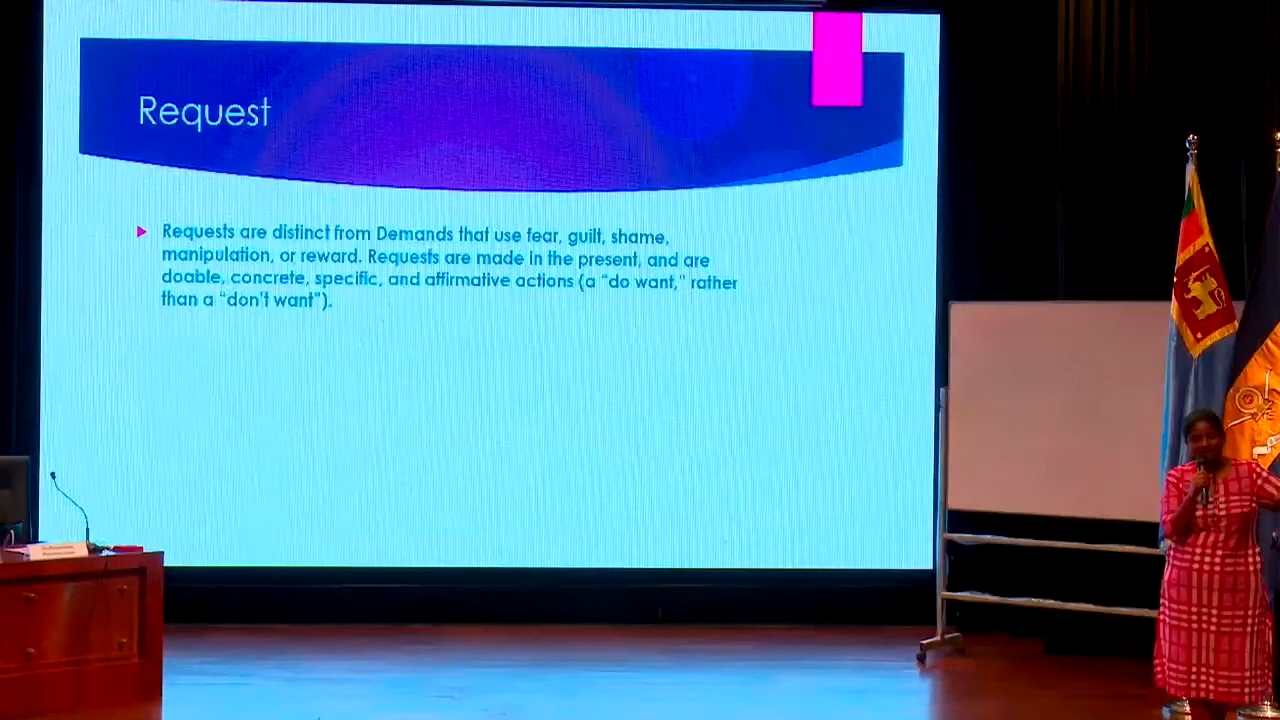 Request
Requests are distinct from Demands that use fear, guilt, shame,
manipulation, or reward. Requests are made in the present, and are
doable, concrete, specific, and affirmative actions (a "do want," rather
than a "don't want").